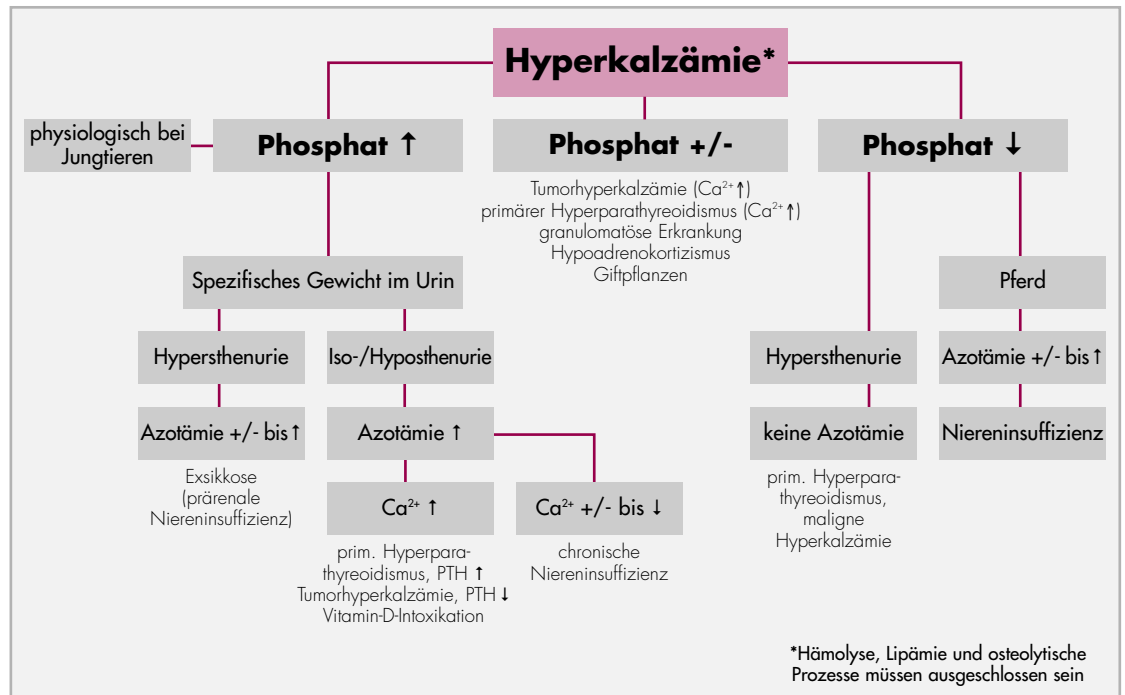 Hyperkalzämie*
physiologisch bei
Jungtieren
Phosphat ↑
Phosphat +/-
Phosphat ↓
Tumorhyperkalzämie (Ca²⁺↑)
primärer Hyperparathyreoidismus (Ca²⁺↑)
granulomatöse Erkrankung
Hypoadrenokortizismus
Giftpflanzen
Spezifisches Gewicht im Urin
Pferd
Hypersthenurie
Iso-/Hyposthenurie
Hypersthenurie
Azotämie +/- bis ↑
Azotämie +/- bis ↑
Azotämie ↑
keine Azotämie
Niereninsuffizienz
Exsikkose
(prärenale
Niereninsuffizienz)
Ca²⁺ ↑
Ca²⁺ +/- bis ↓
prim. Hyperpara-
thyreoidismus,
maligne
Hyperkalzämie
prim. Hyperpara-
thyreoidismus, PTH ↑
Tumorhyperkalzämie, PTH ↓
Vitamin-D-Intoxikation
chronische
Niereninsuffizienz
*Hämolyse, Lipämie und osteolytische
Prozesse müssen ausgeschlossen sein